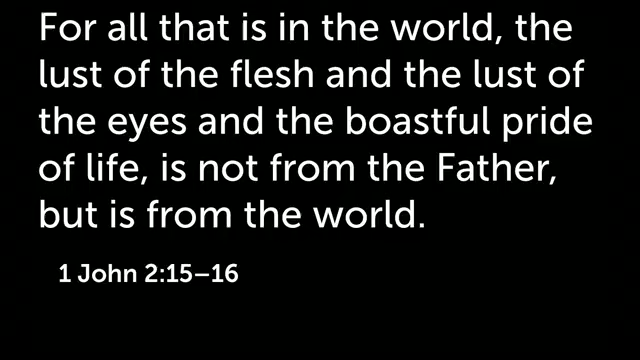 For all that is in the world, the
lust of the flesh and the lust of
the eyes and the boastful pride
of life, is not from the Father,
but is from the world.
1 John 2:15–16